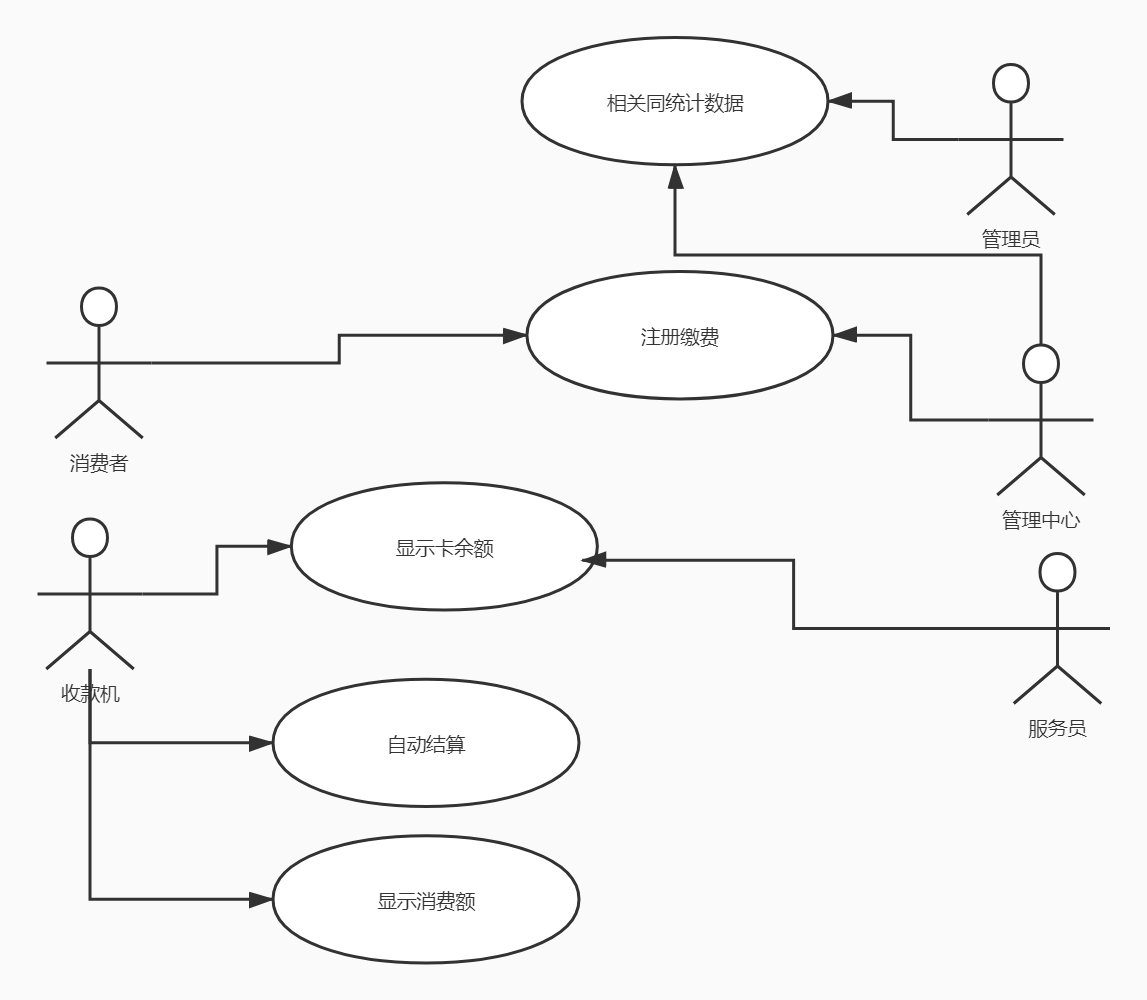 相关同统计数据
管理员
注册缴费
消费者
管理中心
显示卡余额
收款机
服务员
自动结算
显示消费额